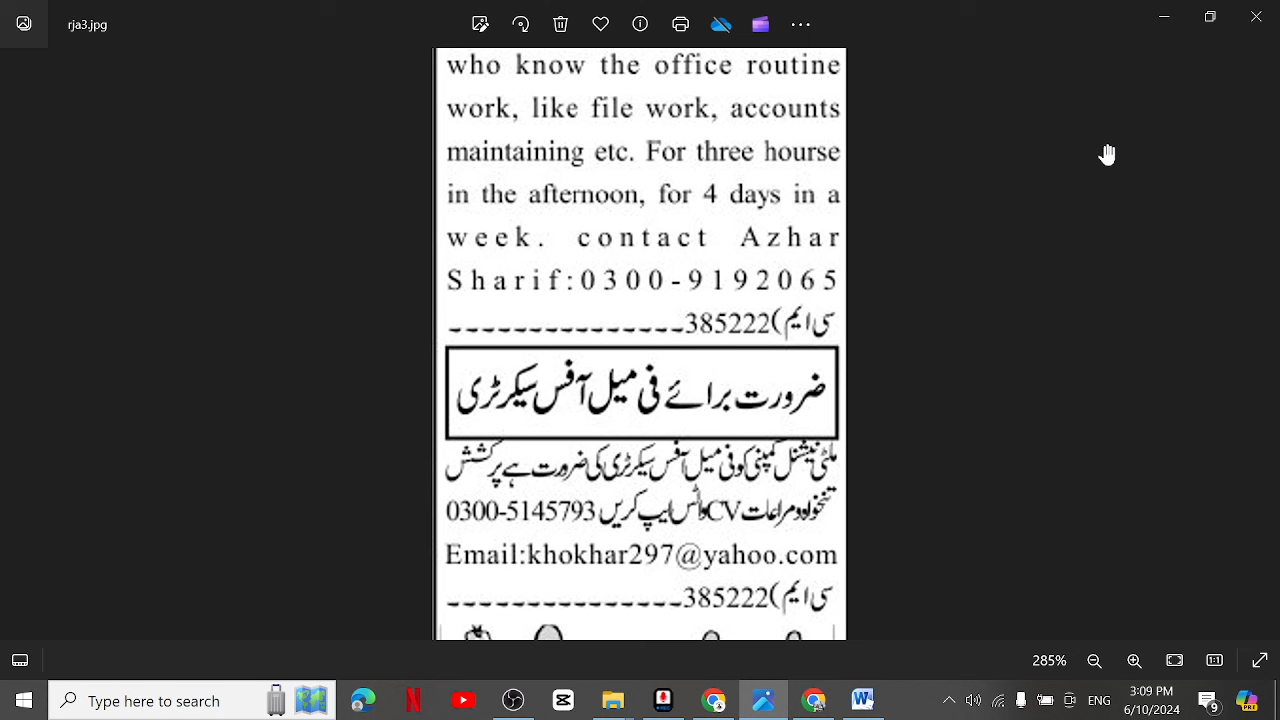 rja3.jpg
who know the office routine
work, like file work, accounts
maintaining etc. For three hourse
in the afternoon, for 4 days in a
week. contact Azhar
Sharif:0300-9192065
سی ایم)385222---------------
ضرورت برائے فی میل آفس سیکرٹری
ملٹی نیشنل کمپنی کو فی میل آفس سیکرٹری کی ضرورت ہے پرکشش
تنخواہ ومراعات CV واٹس ایپ کریں 0300-5145793
Email:khokhar297@yahoo.com
سی ایم)385222---------------
285%
Type here to search
REC
W
3:09 PM
6/10/2024
9
PRE